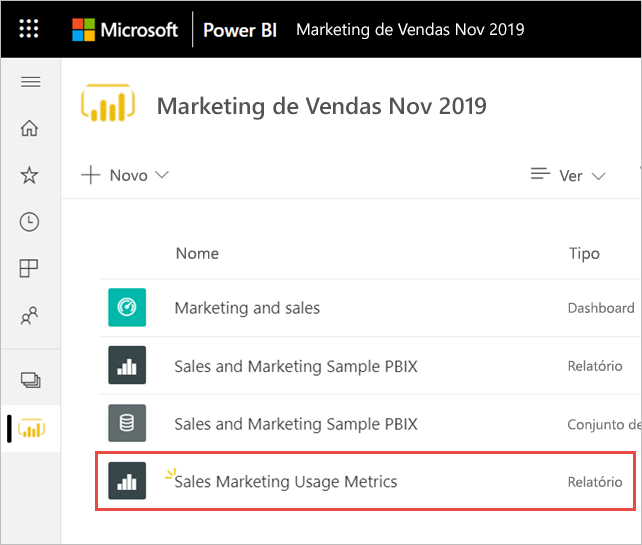 Microsoft Power BI Marketing de Vendas Nov 2019
Marketing de Vendas Nov 2019
Novo Ver
Nome Tipo
Marketing and sales Dashboard
Sales and Marketing Sample PBIX Relatório
Sales and Marketing Sample PBIX Conjunto de
Sales Marketing Usage Metrics Relatório